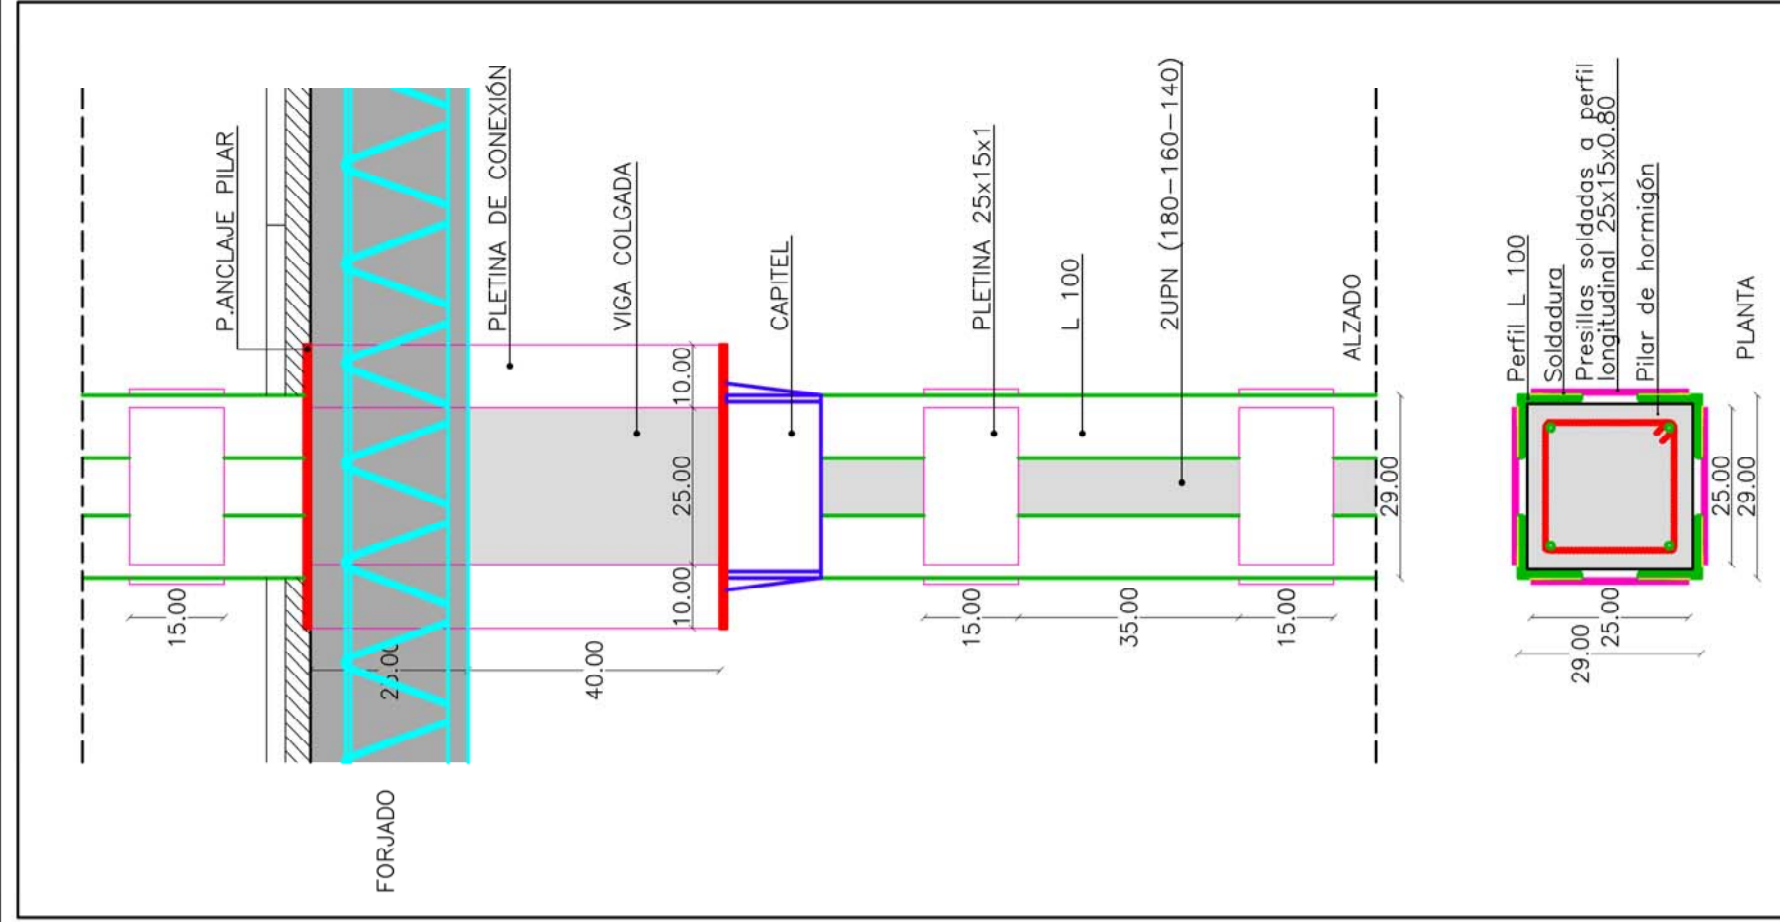 15.00
P.ANCLAJE PILAR
FORJADO
PLETINA DE CONEXIÓN
40.00
VIGA COLGADA
10.00
25.00
10.00
CAPITEL
15.00
PLETINA 25x15x1
L 100
35.00
2UPN (180-160-140)
15.00
ALZADO
29.00
Perfil L 100
Soldadura
Presillas soldadas a perfil
longitudinal 25x15x0.80
Pilar de hormigón
29.00
25.00
25.00
29.00
PLANTA